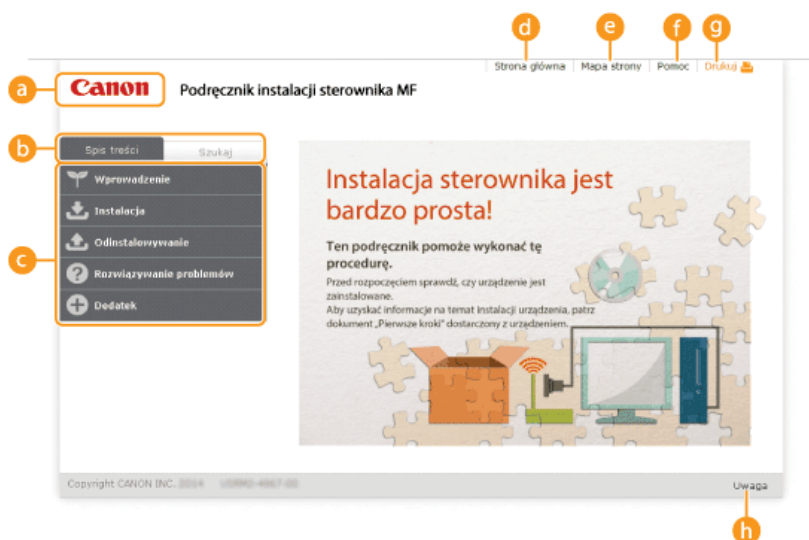 d e f g
Strona główna Mapa strony Pomoc Drukuj
a Canon Podręcznik instalacji sterownika MF
b Spis treści Szukaj
c
Wprowadzenie
Instalacja
Odinstalowywanie
Rozwiązywanie problemów
Dodatek
Instalacja sterownika jest
bardzo prosta!
Ten podręcznik pomoże wykonać tę
procedurę.
Przed rozpoczęciem sprawdź, czy urządzenie jest
zainstalowane.
Aby uzyskać informacje na temat instalacji urządzenia, patrz
dokument „Pierwsze kroki" dostarczony z urządzeniem.
Copyright CANON INC. Uwaga
h